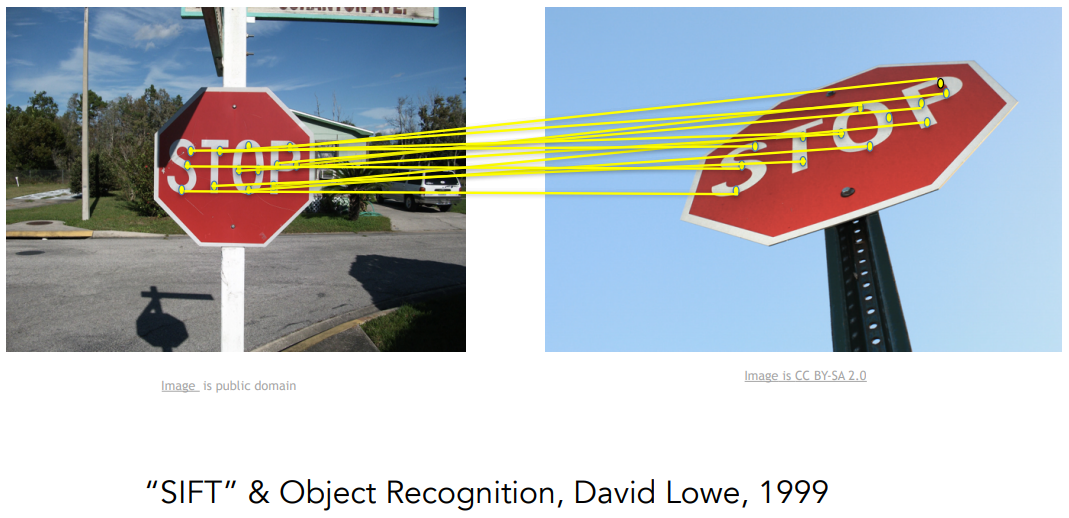 STOP
STOP
Image is public domain
Image is CC BY-SA 2.0
“SIFT” & Object Recognition, David Lowe, 1999